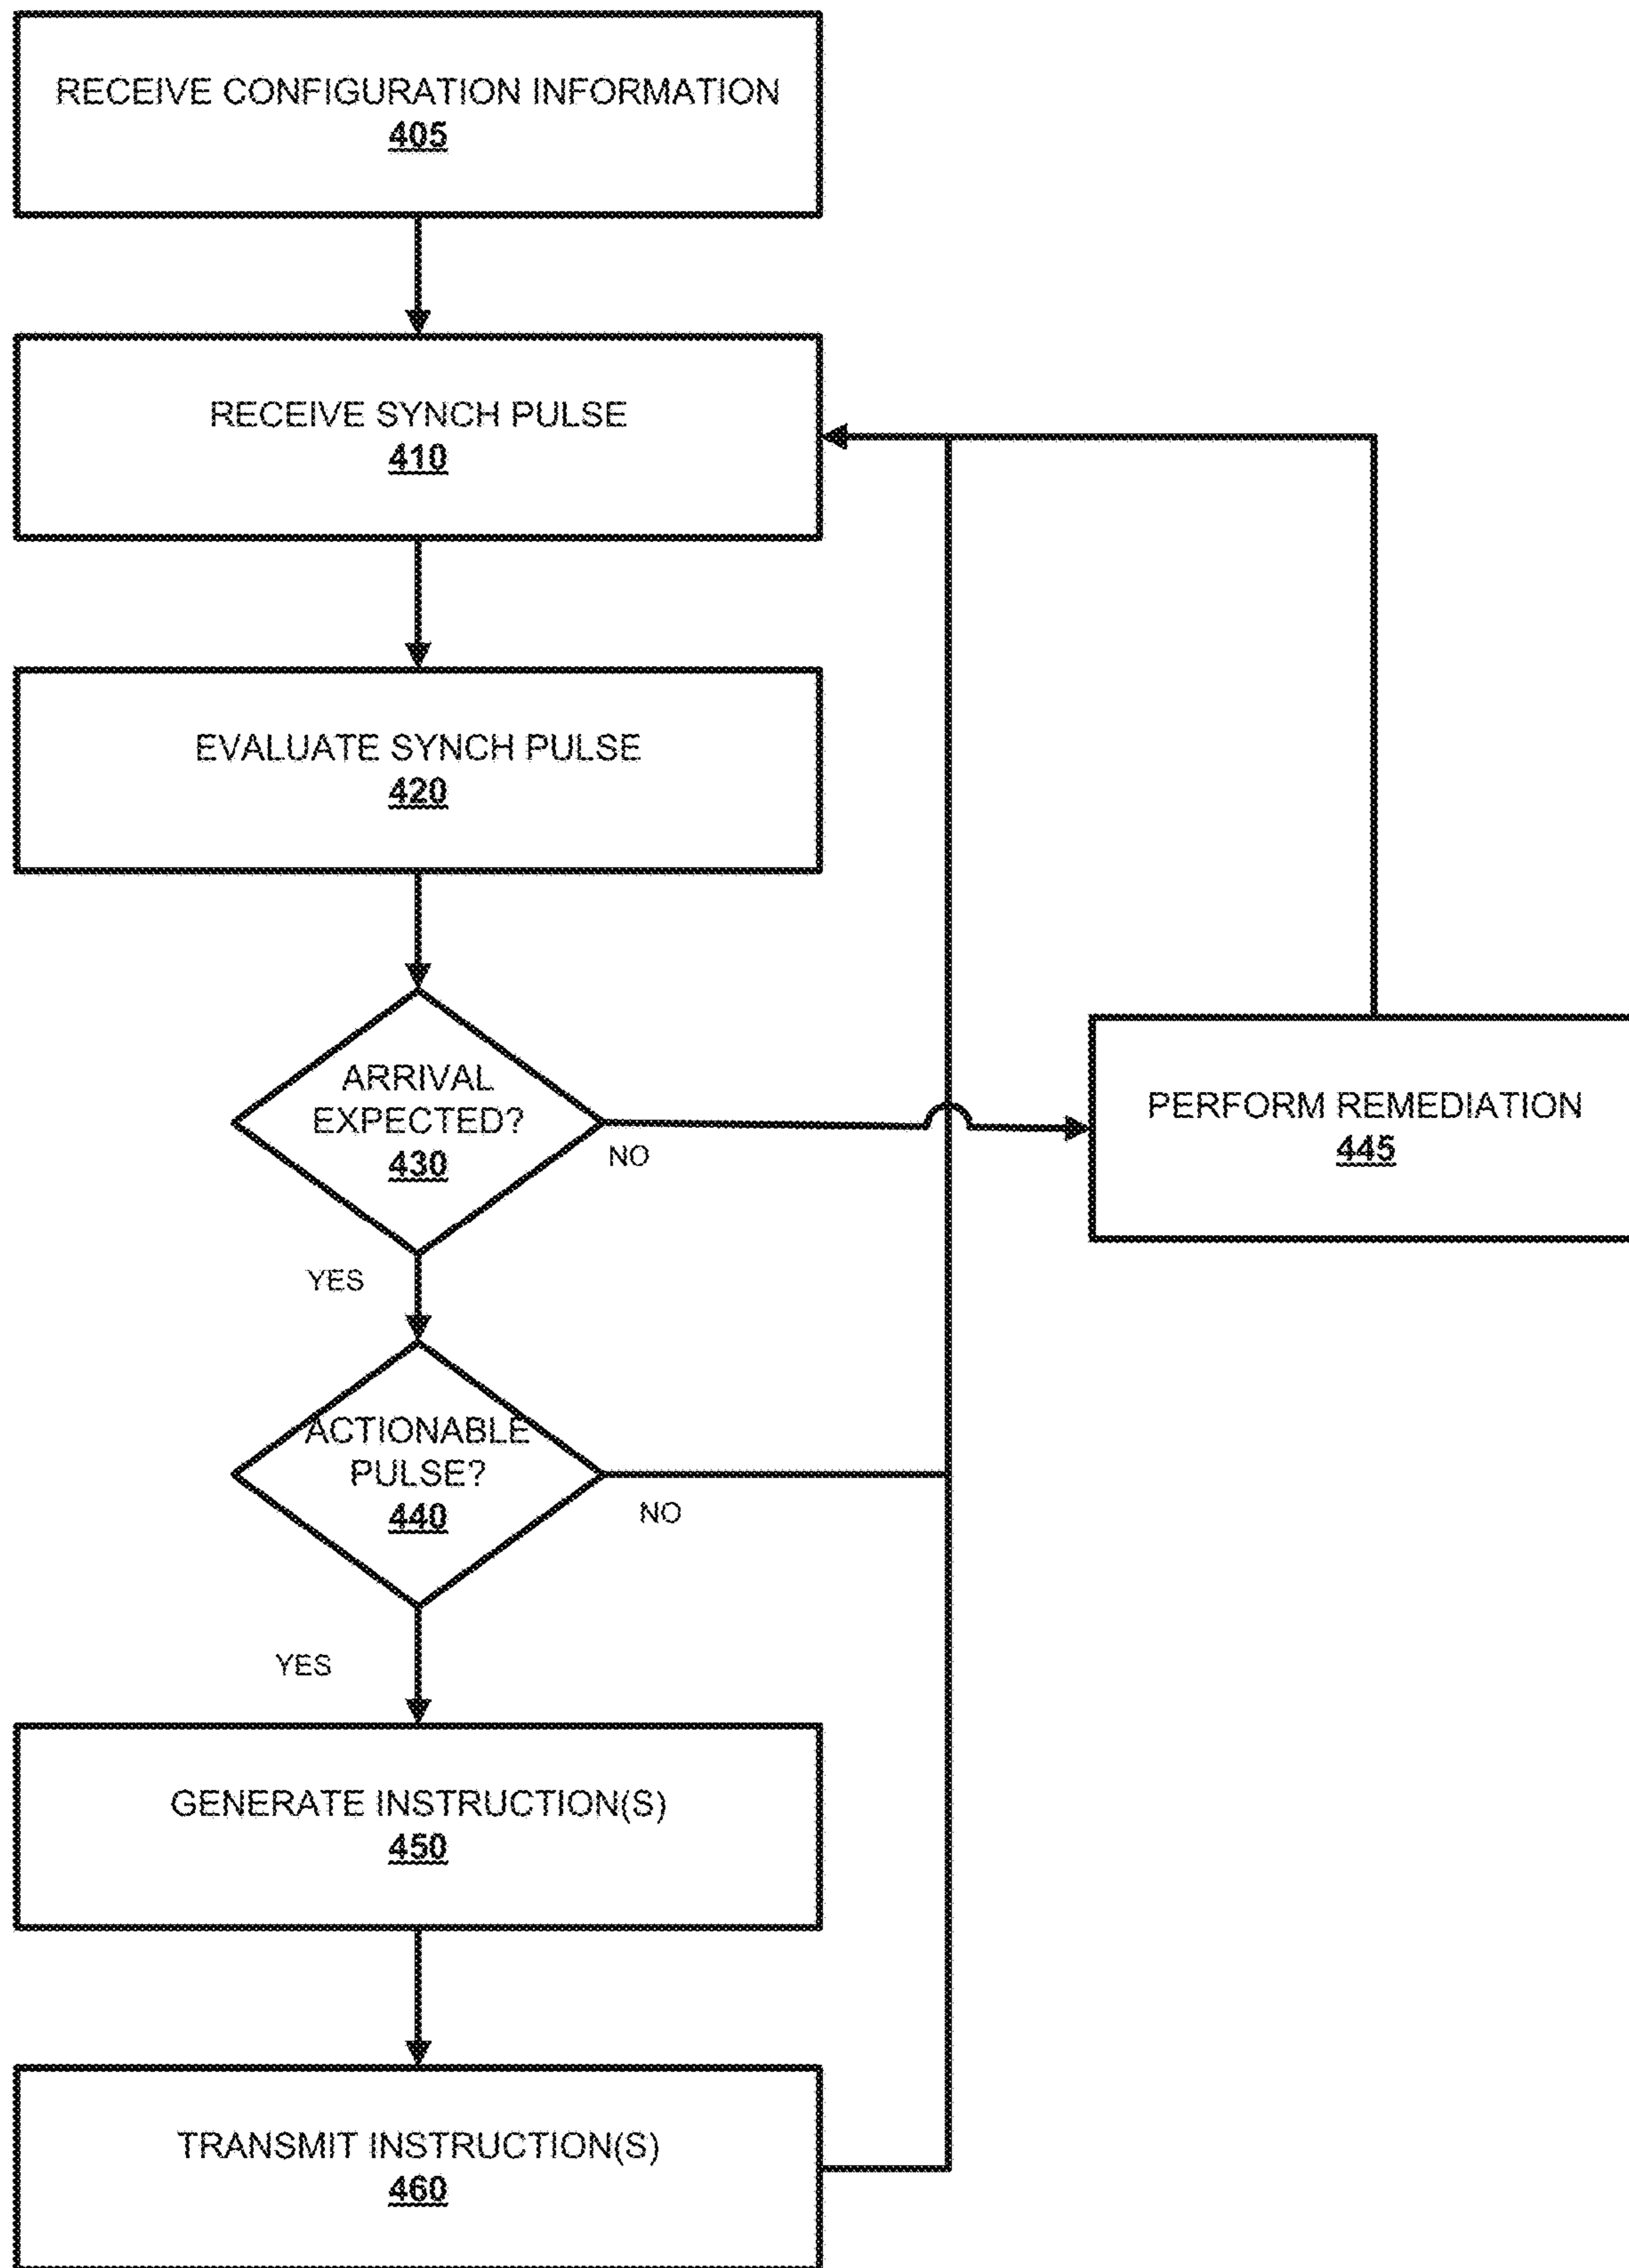 RECEIVE CONFIGURATION INFORMATION
405
RECEIVE SYNCH PULSE
410
EVALUATE SYNCH PULSE
420
ARRIVAL
EXPECTED?
430
NO
PERFORM REMEDIATION
445
YES
ACTIONABLE
PULSE?
440
NO
YES
GENERATE INSTRUCTION(S)
450
TRANSMIT INSTRUCTION(S)
460